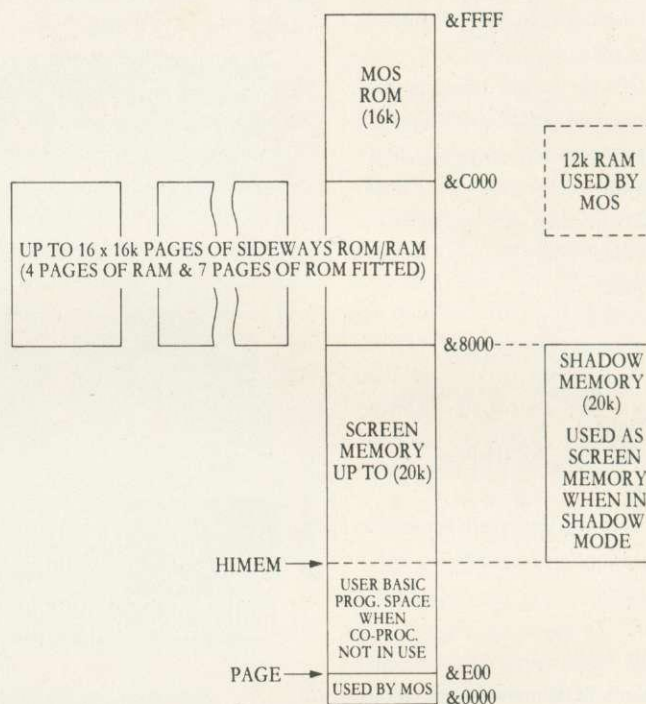 &FFFF
MOS
ROM
(16k)
12k RAM
USED BY
MOS
&C000
UP TO 16 x 16k PAGES OF SIDEWAYS ROM/RAM
(4 PAGES OF RAM & 7 PAGES OF ROM FITTED)
&8000
SHADOW
MEMORY
(20k)
USED AS
SCREEN
MEMORY
WHEN IN
SHADOW
MODE
SCREEN
MEMORY
UP TO (20k)
HIMEM
USER BASIC
PROG. SPACE
WHEN
CO-PROC.
NOT IN USE
PAGE
&E00
USED BY MOS
&0000